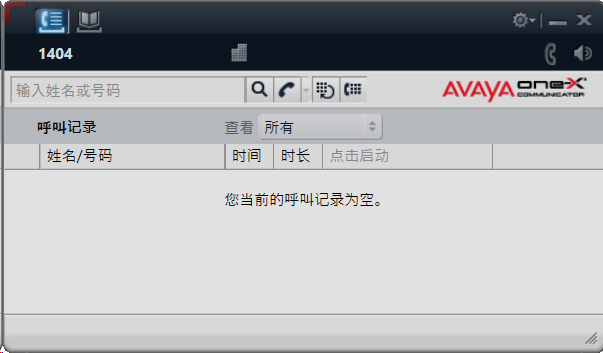 1404
输入姓名或号码
AVAYA one-X COMMUNICATOR
呼叫记录 查看 所有
姓名/号码 时间 时长 点击启动
您当前的呼叫记录为空。